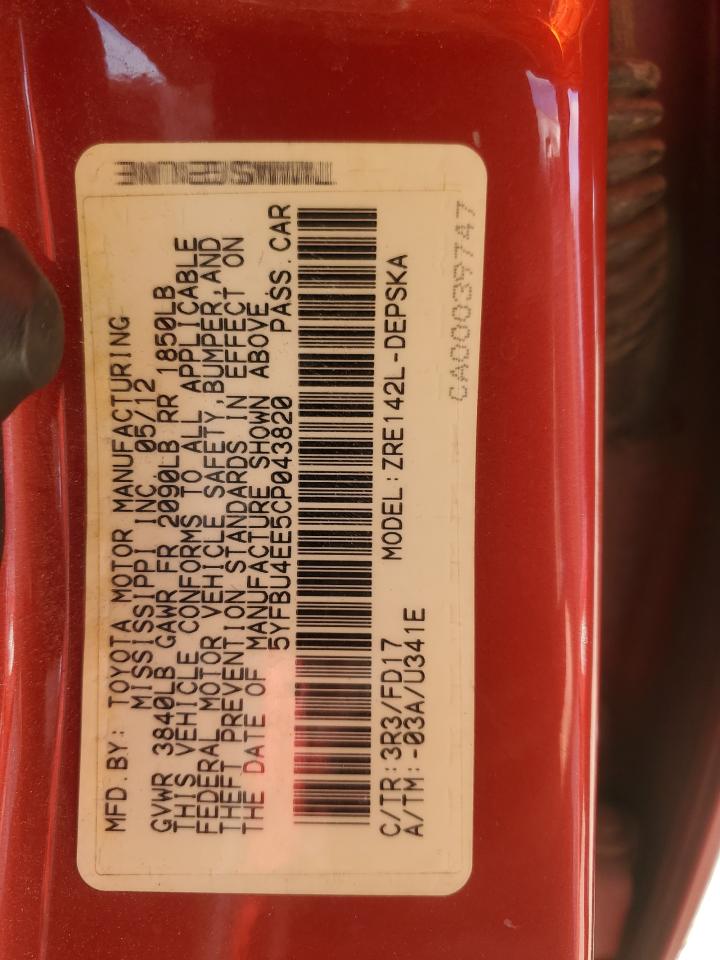 MFD.BY: TOYOTA MOTOR MANUFACTURING
MISSISSIPPI INC. 05/12
GVWR 3840LB GAWR FR 2090LB RR 1850LB
THIS VEHICLE CONFORMS TO ALL APPLICABLE
FEDERAL MOTOR VEHICLE SAFETY,BUMPER,AND
THEFT PREVENTION STANDARDS IN EFFECT ON
THE DATE OF MANUFACTURE SHOWN ABOVE.
5YFBU4EE5CP043820 PASS.CAR
C/TR:3R3/FD17 MODEL:ZRE142L-DEPSKA
A/TM:-03A/U341E
CA00039747